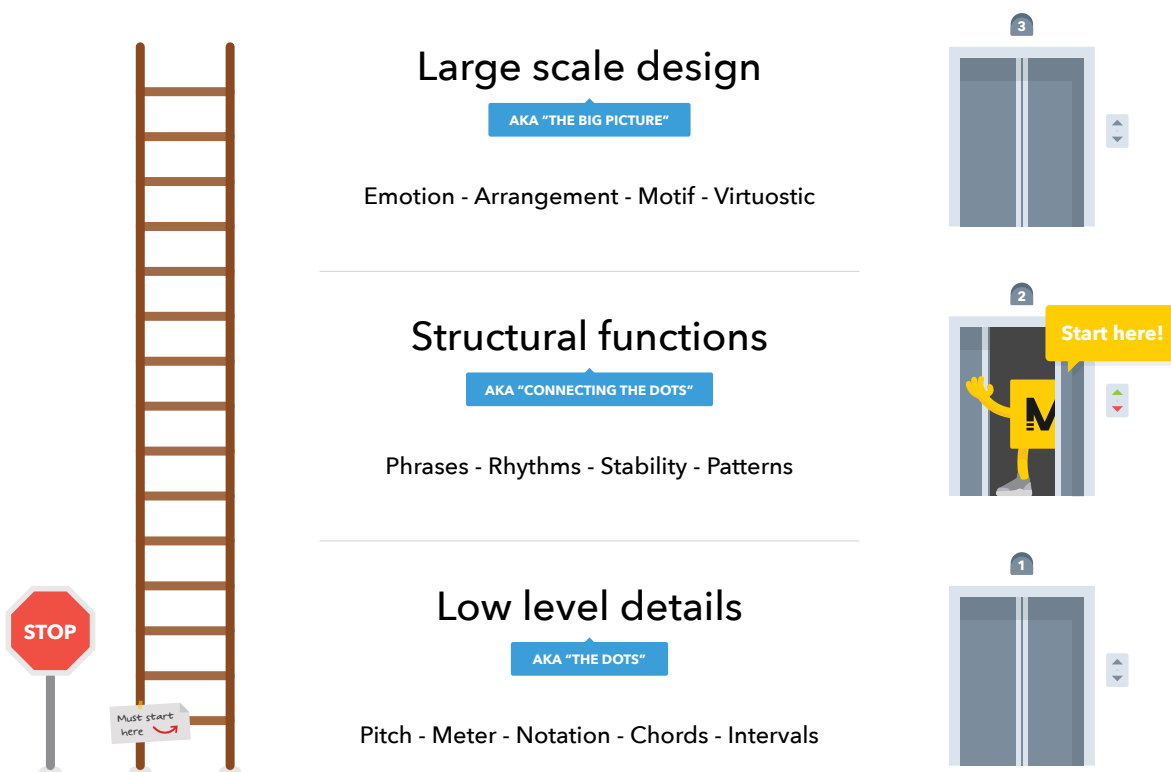 3
Large scale design
AKA “THE BIG PICTURE”
Emotion - Arrangement - Motif - Virtuostic
2
Start here!
Structural functions
AKA “CONNECTING THE DOTS”
M
Phrases - Rhythms - Stability - Patterns
1
Low level details
STOP
AKA “THE DOTS”
Must start
here
Pitch - Meter - Notation - Chords - Intervals